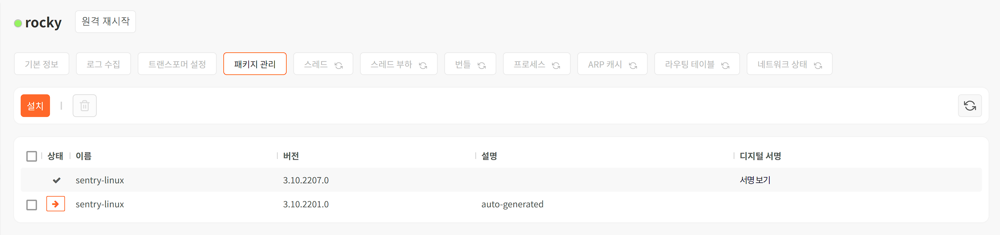 rocky 원격 재시작
기본 정보 로그 수집 트랜스포머 설정 패키지 관리 스레드 스레드 부하 번들 프로세스 ARP 캐시 라우팅 테이블 네트워크 상태
설치
상태 이름 버전 설명 디지털 서명
sentry-linux 3.10.2207.0 서명 보기
sentry-linux 3.10.2201.0 auto-generated